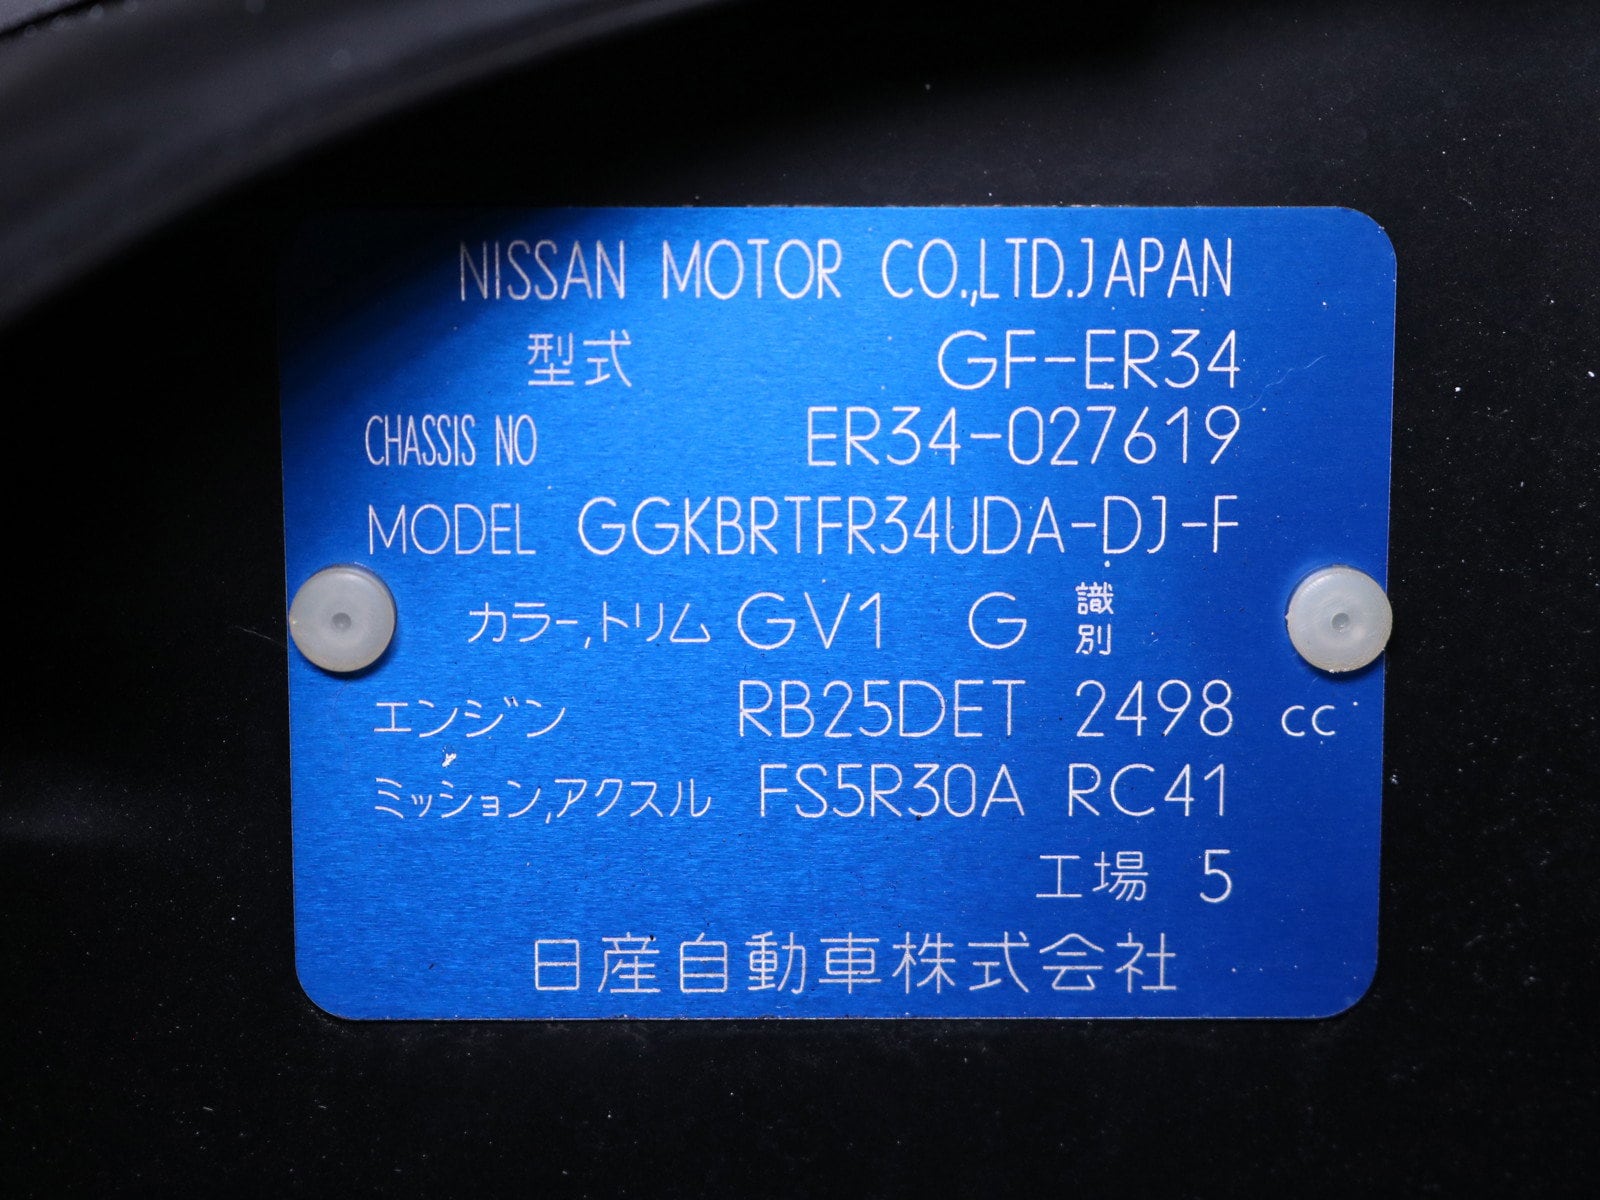 NISSAN MOTOR CO.,LTD.JAPAN
型式 GF-ER34
CHASSIS NO ER34-027619
MODEL GGKBRTFR34UDA-DJ-F
カラー,トリム GV1 G 識別
エンジン RB25DET 2498 cc
ミッション,アクスル FS5R30A RC41
工場 5
日産自動車株式会社